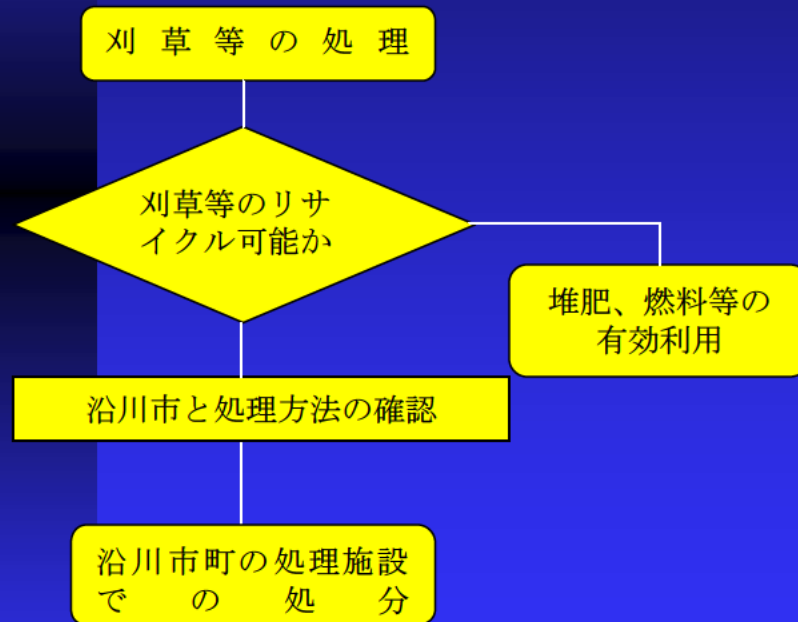 刈草等の処理
刈草等のリサ
イクル可能か
堆肥、燃料等の
有効利用
沿川市と処理方法の確認
沿川市町の処理施設
での処分